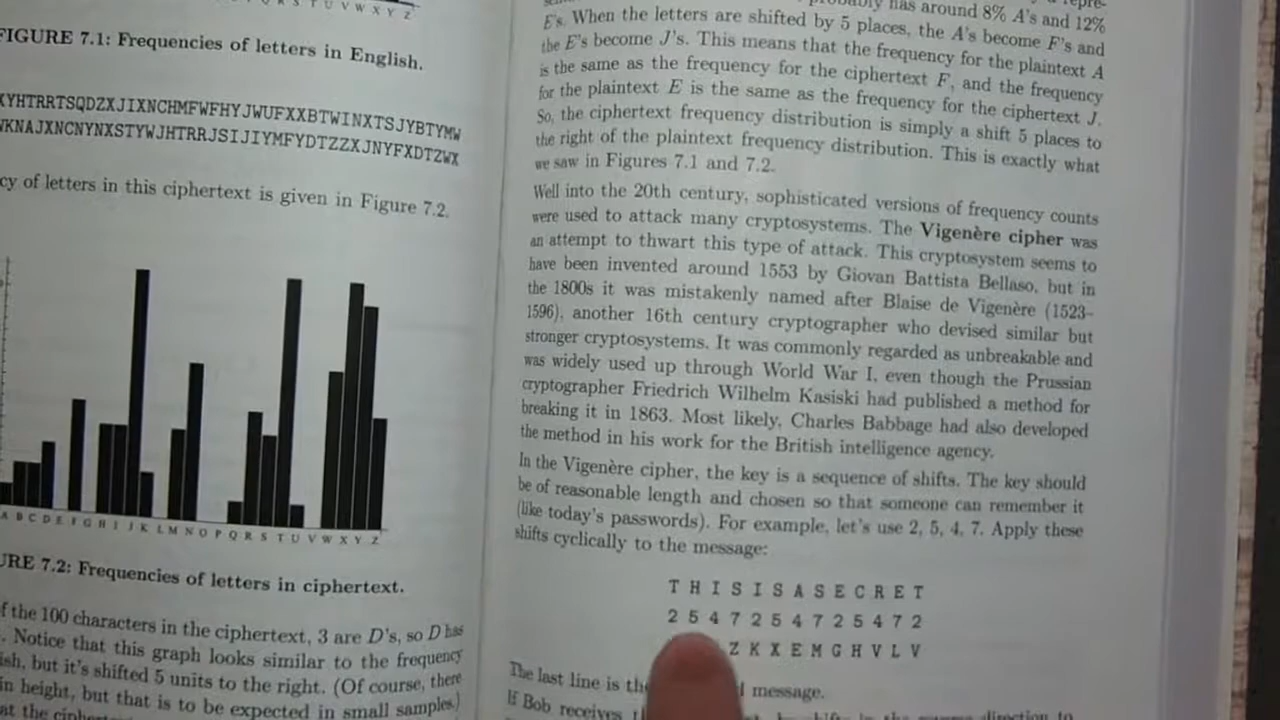 Q R S T U V W X Y Z
FIGURE 7.1: Frequencies of letters in English.
XYHTRRTSQDZXJIXNCHMFWFHYJWUFXXBTWINXTSJYBTYMW
WKNAJXNCNYNXSTYWJHTRRJSIJIYMFYDTZZXJNYFXDTZWX
cy of letters in this ciphertext is given in Figure 7.2.
A B C D E F G H I J K L M N O P Q R S T U V W X Y Z
URE 7.2: Frequencies of letters in ciphertext.
f the 100 characters in the ciphertext, 3 are D's, so D has
. Notice that this graph looks similar to the frequency
ish, but it's shifted 5 units to the right. (Of course, there
in height, but that is to be expected in small samples.)
probably has around 8% A's and 12%
E's. When the letters are shifted by 5 places, the A's become F's and
the E's become J's. This means that the frequency for the plaintext A
is the same as the frequency for the ciphertext F, and the frequency
for the plaintext E is the same as the frequency for the ciphertext J.
So, the ciphertext frequency distribution is simply a shift 5 places to
the right of the plaintext frequency distribution. This is exactly what
we saw in Figures 7.1 and 7.2.
Well into the 20th century, sophisticated versions of frequency counts
were used to attack many cryptosystems. The Vigenère cipher was
an attempt to thwart this type of attack. This cryptosystem seems to
have been invented around 1553 by Giovan Battista Bellaso, but in
the 1800s it was mistakenly named after Blaise de Vigenère (1523–
1596), another 16th century cryptographer who devised similar but
stronger cryptosystems. It was commonly regarded as unbreakable and
was widely used up through World War I, even though the Prussian
cryptographer Friedrich Wilhelm Kasiski had published a method for
breaking it in 1863. Most likely, Charles Babbage had also developed
the method in his work for the British intelligence agency.
In the Vigenère cipher, the key is a sequence of shifts. The key should
be of reasonable length and chosen so that someone can remember it
(like today's passwords). For example, let's use 2, 5, 4, 7. Apply these
shifts cyclically to the message:
T H I S I S A S E C R E T
2 5 4 7 2 5 4 7 2 5 4 7 2
Z K X E M G H V L V
The last line is the message.
If Bob receives